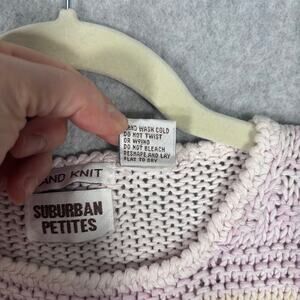 HAND WASH COLD
DO NOT TWIST
OR WRING
DO NOT BLEACH
RESHAPE AND LAY
FLAT TO DRY
HAND KNIT
SUBURBAN
PETITES